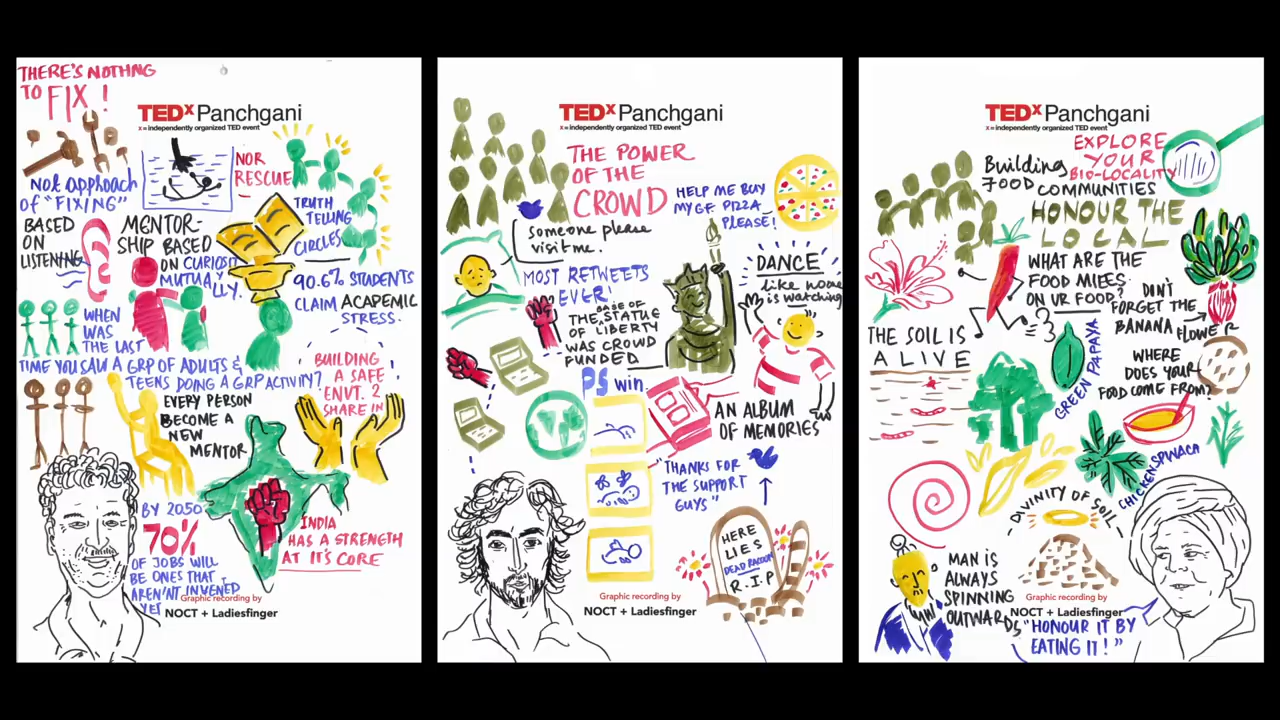 THERE'S NOTHING
TO FIX!
TEDx Panchgani
x = independently organized TED event
NOR
RESCUE
NOT approach
of "FIXING"
TRUTH
TELLING
CIRCLES
BASED
ON
LISTENING
MENTOR-
SHIP BASED
ON CURIOSIT
MUTUALLY.
90.6% STUDENTS
CLAIM ACADEMIC
STRESS.
WHEN
WAS
THE LAST
TIME YOU SAW A GRP OF ADULTS &
TEENS DOING A GRP ACTIVITY?
BUILDING
A SAFE
ENVT. 2
SHARE IN
EVERY PERSON
BECOME A
NEW
MENTOR
BY 2050
70%
OF JOBS WILL
BE ONES THAT
AREN'T INVENED
YET
INDIA
HAS A STRENGTH
AT IT'S CORE
Graphic recording by
NOCT + Ladiesfinger
TEDx Panchgani
x = independently organized TED event
THE POWER
OF THE
CROWD
HELP ME BUY
MY GF. PIZZA
PLEASE!
someone please
visit me.
MOST RETWEETS
EVER!
DANCE
like none
is watching
THE BASE OF
THE STATUE
OF LIBERTY
WAS CROWD
FUNDED
PS win
AN ALBUM
OF MEMORIES
"THANKS FOR
THE SUPPORT
GUYS"
HERE
LIES
DEAD RACOON
R.I.P
Graphic recording by
NOCT + Ladiesfinger
TEDx Panchgani
x = independently organized TED event
EXPLORE
YOUR
BIO-LOCALITY
Building
FOOD COMMUNITIES
HONOUR THE
LOCAL
WHAT ARE THE
FOOD MILES
ON UR FOOD?
DON'T
FORGET THE
BANANA FLOWER
THE SOIL IS
ALIVE
GREEN PAPAYA
WHERE
DOES YOUR
FOOD COME FROM?
CHICKEN SPINACA
DIVINITY OF SOIL
MAN IS
ALWAYS
SPINNING
OUTWARDS
Graphic recording by
NOCT + Ladiesfinger
"HONOUR IT BY
EATING IT!"